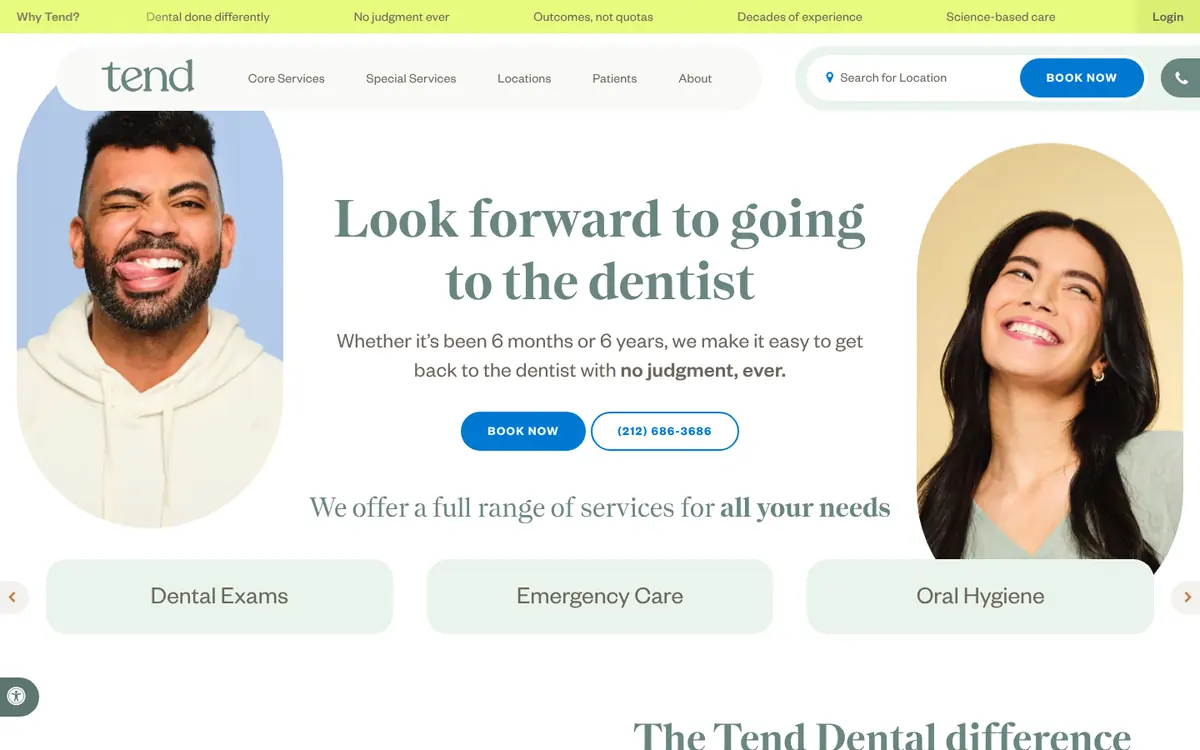 Why Tend?
Dental done differently
No judgment ever
Outcomes, not quotas
Decades of experience
Science-based care
Login
tend
Core Services
Special Services
Locations
Patients
About
Search for Location
BOOK NOW
Look forward to going
to the dentist
Whether it's been 6 months or 6 years, we make it easy to get
back to the dentist with no judgment, ever.
BOOK NOW
(212) 686-3686
We offer a full range of services for all your needs
Dental Exams
Emergency Care
Oral Hygiene
The Tend Dental difference